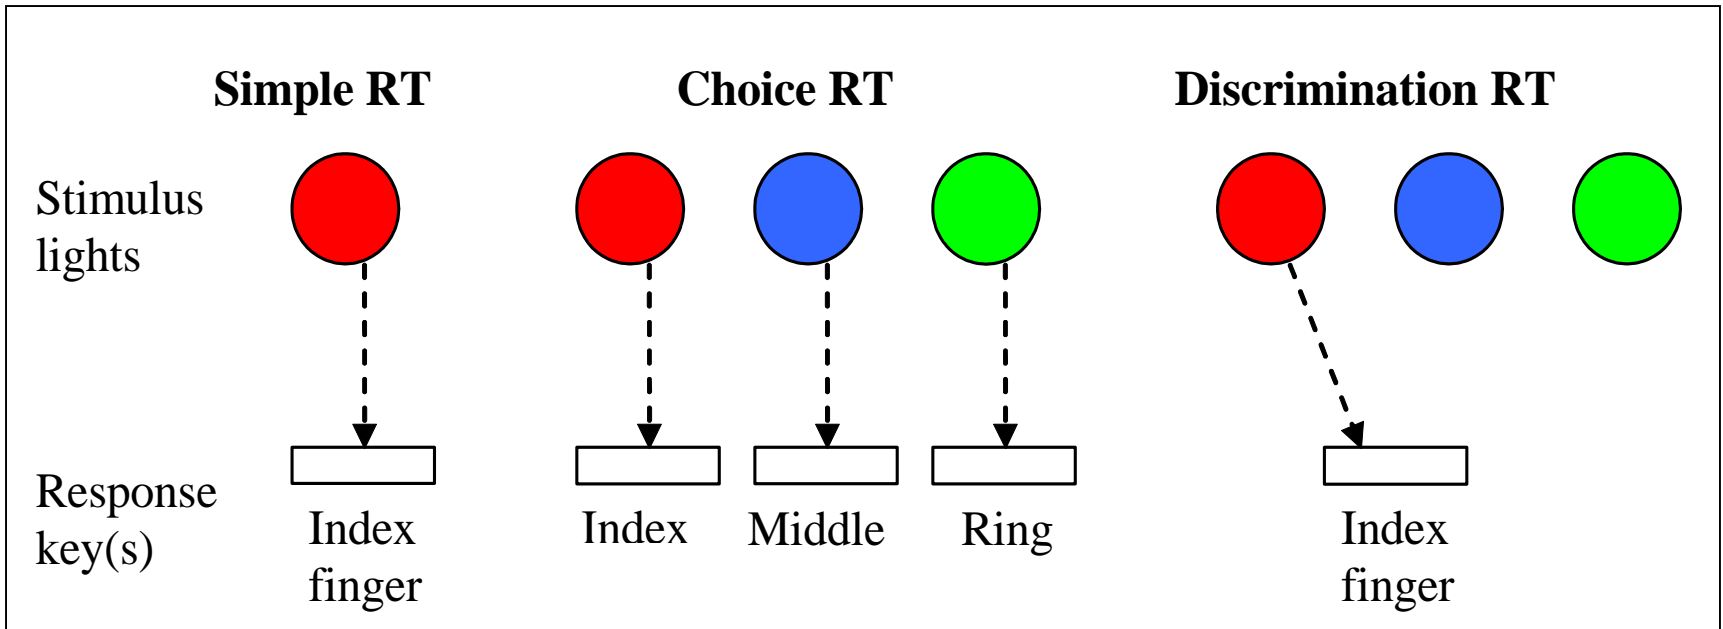 Simple RT
Choice RT
Discrimination RT
Stimulus
lights
Response
key(s)
Index
finger
Index
Middle
Ring
Index
finger